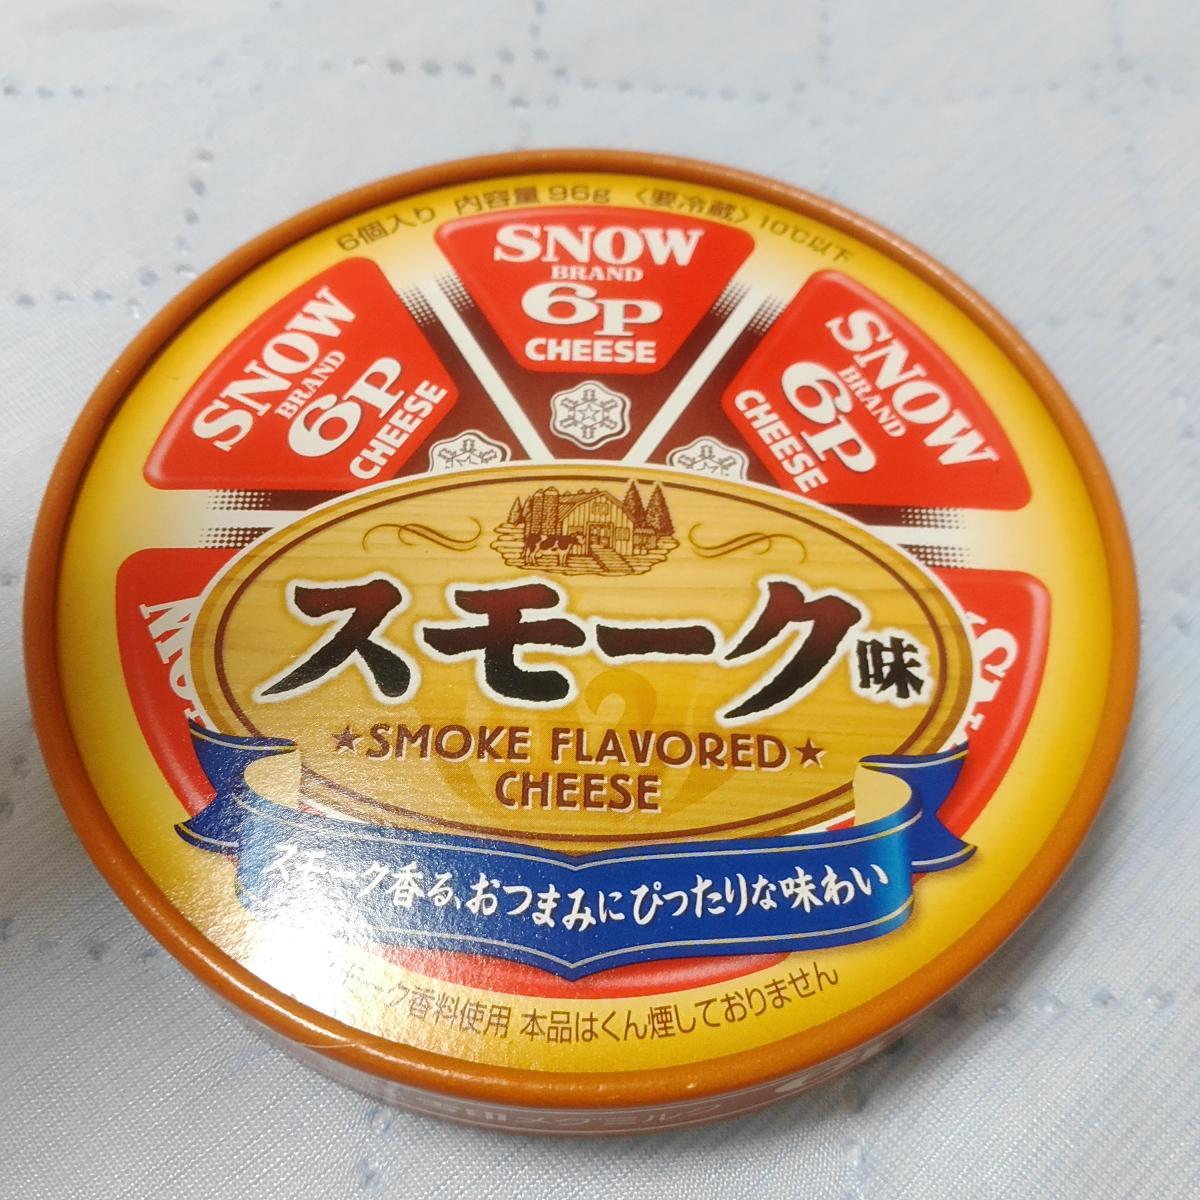 6個入り 内容量96g 〈要冷蔵〉10℃以下
SNOW
BRAND
6P
CHEESE
SNOW
BRAND
6P
CHEESE
SNOW
BRAND
6P
CHEESE
スモーク味
★SMOKE FLAVORED★
CHEESE
スモーク香る、おつまみにぴったりな味わい
スモーク香料使用 本品はくん煙しておりません